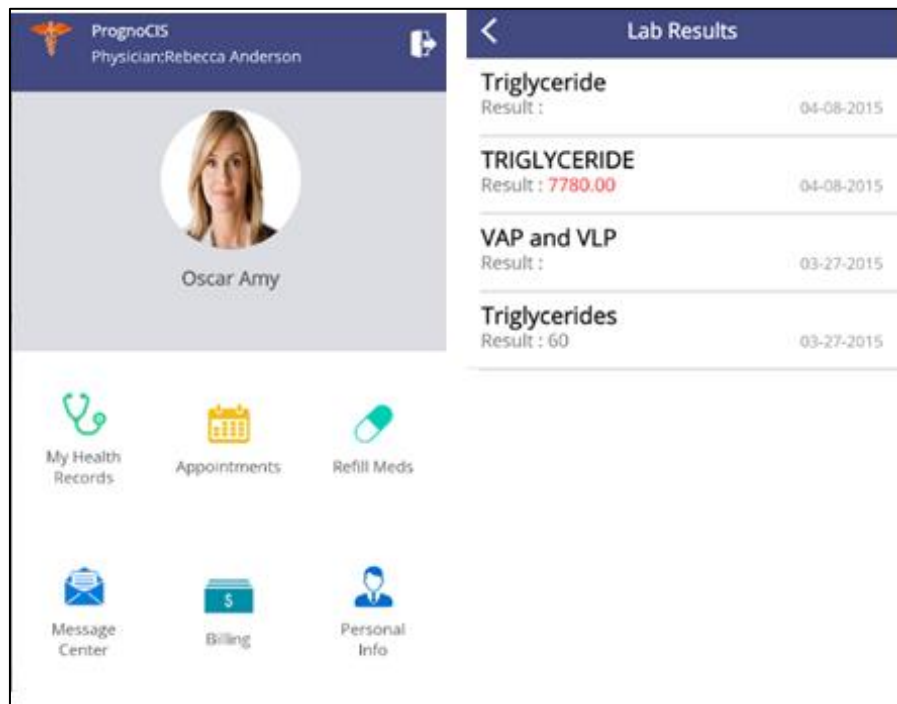 PrognoCIS
Physician:Rebecca Anderson
Oscar Amy
My Health
Records
Appointments
Refill Meds
Message
Center
$
Billing
Personal
Info
Lab Results
Triglyceride
Result :
04-08-2015
TRIGLYCERIDE
Result : 7780.00
04-08-2015
VAP and VLP
Result :
03-27-2015
Triglycerides
Result : 60
03-27-2015